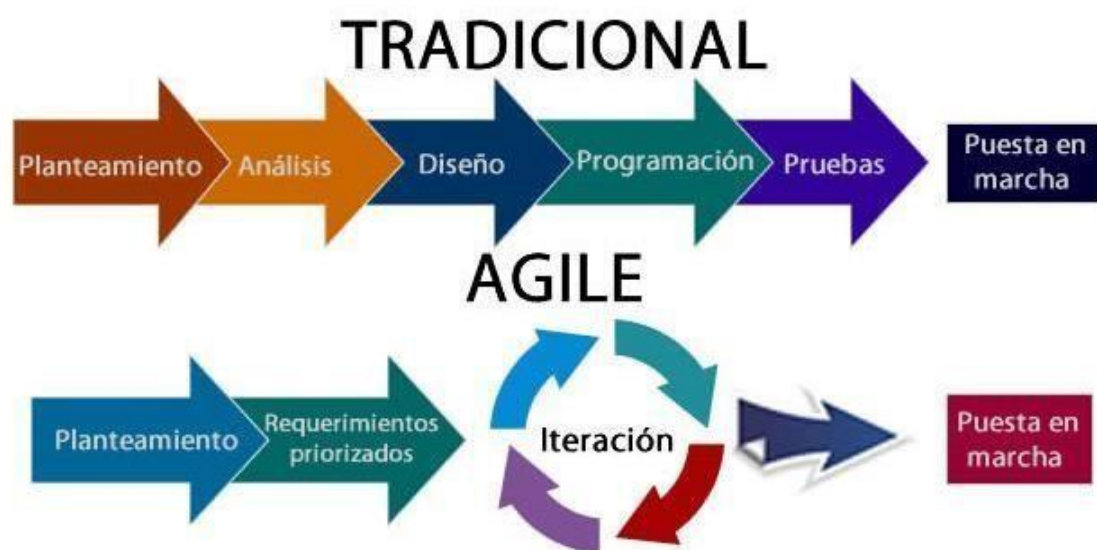 TRADICIONAL
Planteamiento
Análisis
Diseño
Programación
Pruebas
Puesta en
marcha
AGILE
Planteamiento
Requerimientos
priorizados
Iteración
Puesta en
marcha